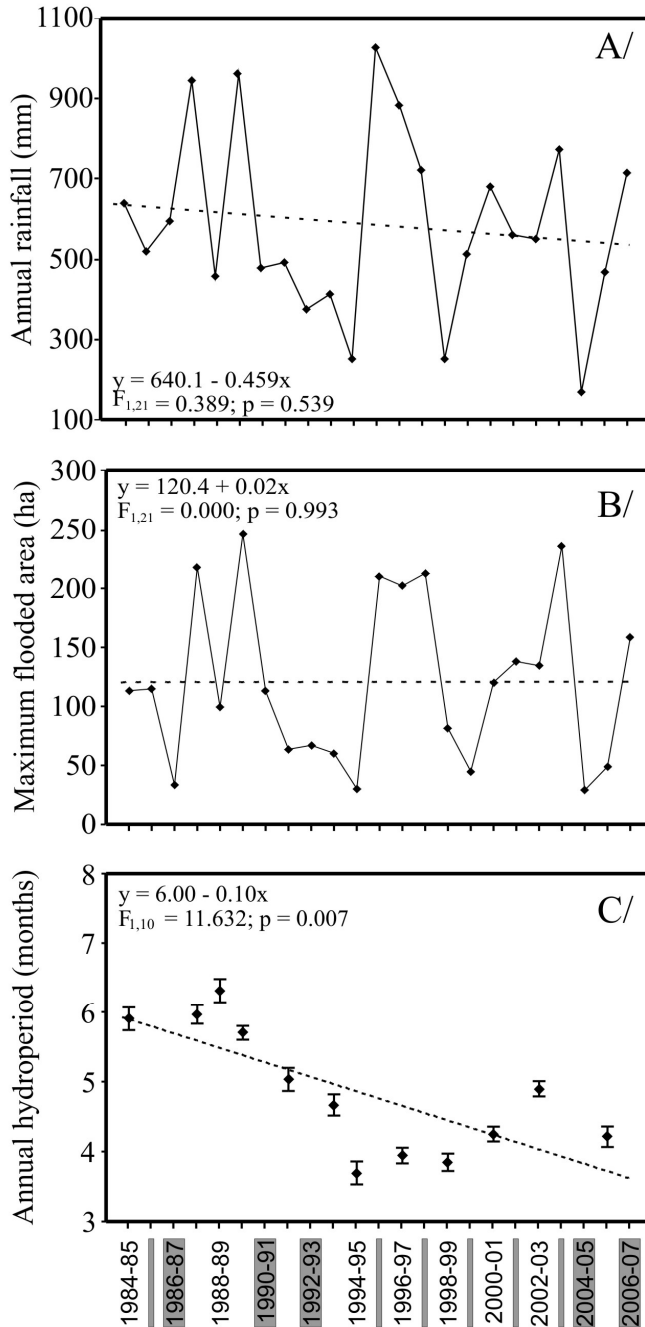 A/
Annual rainfall (mm)
1100
900
700
500
300
100
y = 640.1 - 0.459x
F1,21 = 0.389; p = 0.539
B/
Maximum flooded area (ha)
300
250
200
150
100
50
0
y = 120.4 + 0.02x
F1,21 = 0.000; p = 0.993
C/
Annual hydroperiod (months)
8
7
6
5
4
3
y = 6.00 - 0.10x
F1,10 = 11.632; p = 0.007
1984-85
1986-87
1988-89
1990-91
1992-93
1994-95
1996-97
1998-99
2000-01
2002-03
2004-05
2006-07